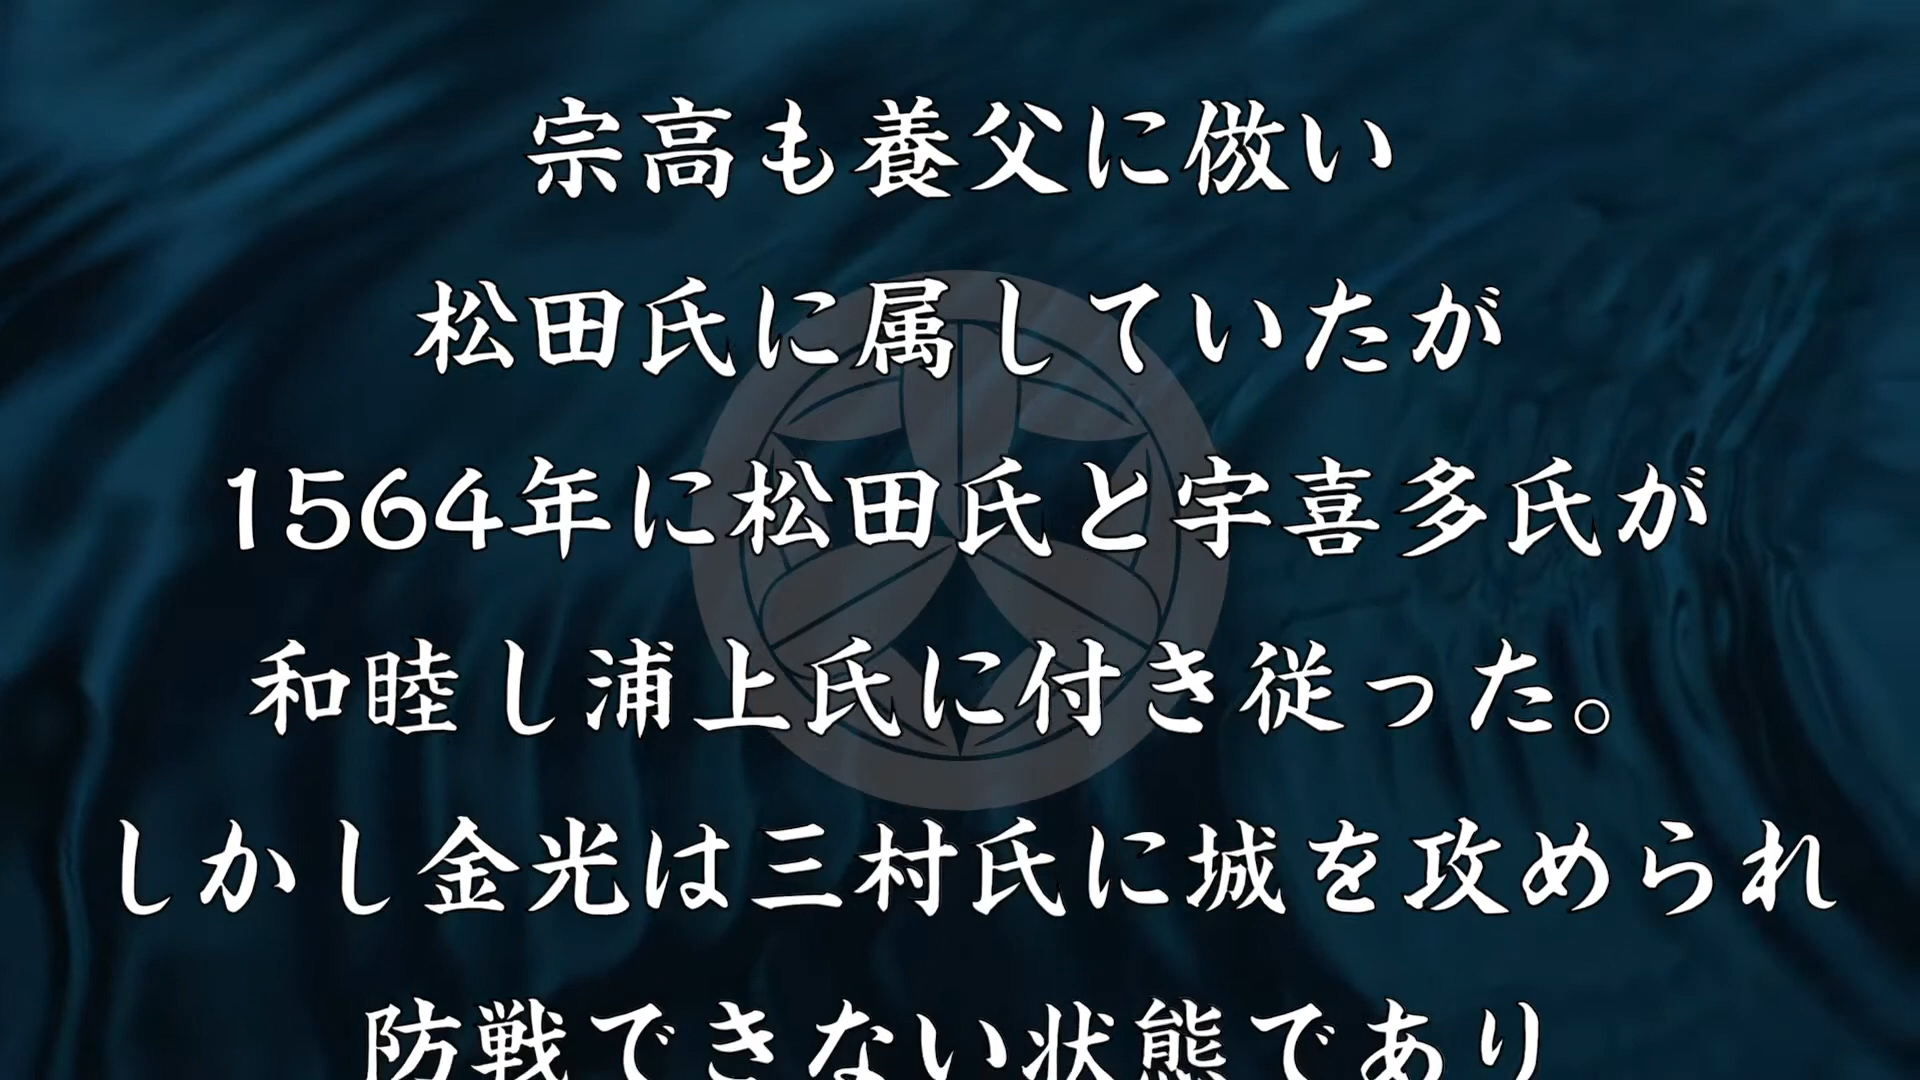 宗高も養父に倣い
松田氏に属していたが
1564年に松田氏と宇喜多氏が
和睦し浦上氏に付き従った。
しかし金光は三村氏に城を攻められ
防戦できない状態であり